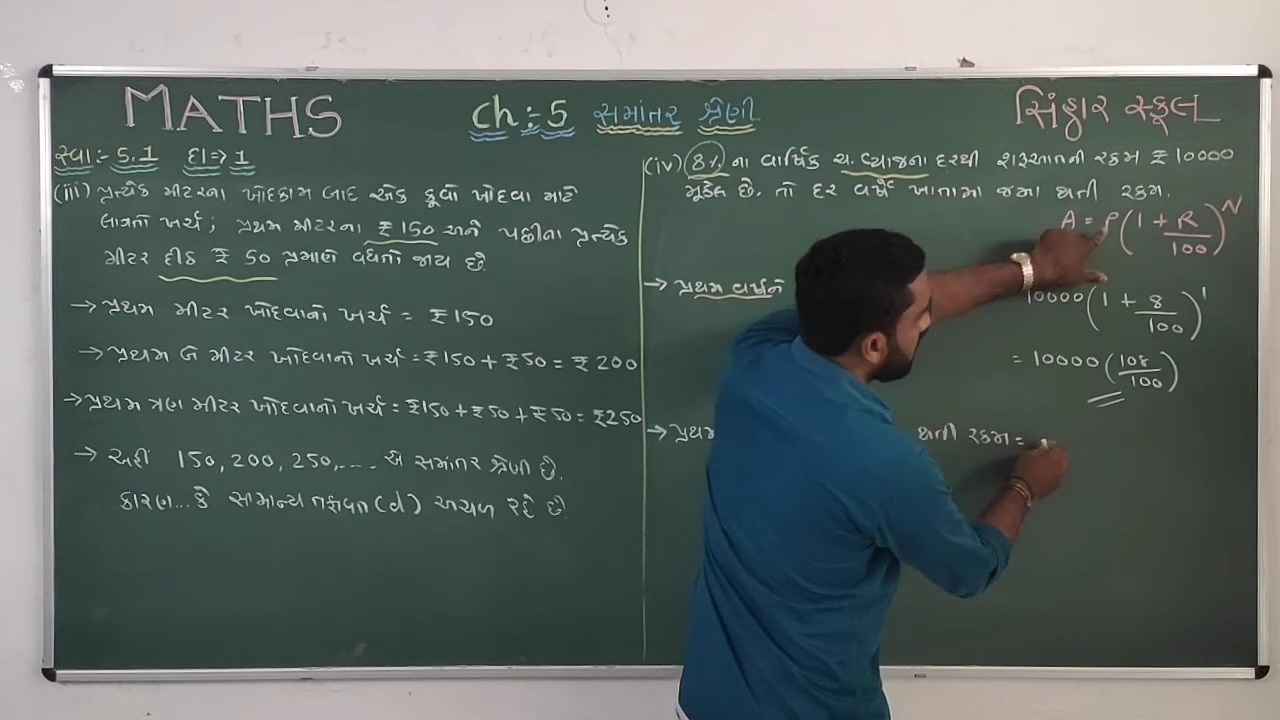 MATHS
Ch:-5 સમાંતર શ્રેણી
સિંહાર સ્કૂલ
સ્વા:- 5.1 દા=> 1
(iii) પ્રત્યેક મીટરના ખોદકામ બાદ એક કૂવો ખોદવા માટે
લાગતો ખર્ચ; પ્રથમ મીટરના ₹ 150 અને પછીના પ્રત્યેક
મીટર દીઠ ₹ 50 પ્રમાણે વધતો જાય છે.
→ પ્રથમ મીટર ખોદવાનો ખર્ચ = ₹150
→ પ્રથમ બે મીટર ખોદવાનો ખર્ચ = ₹150 + ₹50 = ₹ 200
→ પ્રથમ ત્રણ મીટર ખોદવાનો ખર્ચ = ₹150 + ₹50 + ₹50 = ₹250
→ અહીં 150, 200, 250, .... એ સમાંતર શ્રેણી છે.
કારણ... કે સામાન્ય તફાવત (d) અચળ રહે છે.
(iv) 8% ના વાર્ષિક ચ. વ્યાજના દરથી શરૂઆતની રકમ ₹ 10000
મૂકેલ છે. તો દર વર્ષે ખાતામાં જમા થતી રકમ.
A = P(1 + R/100)^N
→ પ્રથમ વર્ષને
10000(1 + 8/100)^1
= 10000(108/100)
→ પ્રથમ થતી રકમ =